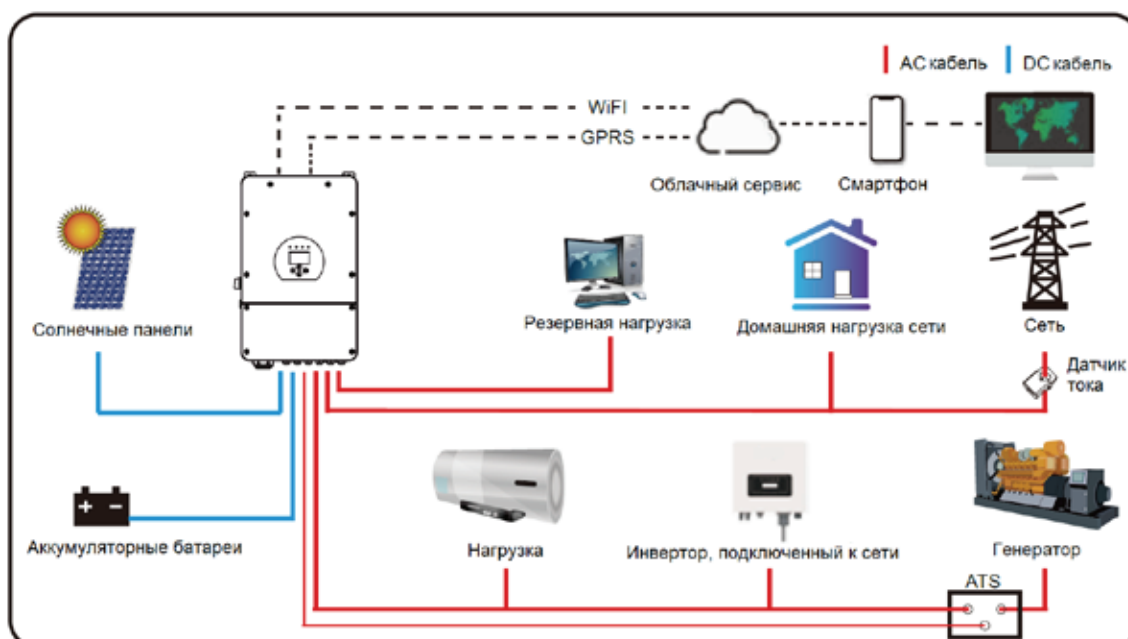 AC кабель
DC кабель
WiFI
GPRS
Облачный сервис
Смартфон
Солнечные панели
Резервная нагрузка
Домашняя нагрузка сети
Сеть
Датчик
тока
Аккумуляторные батареи
Нагрузка
Инвертор, подключенный к сети
Генератор
ATS